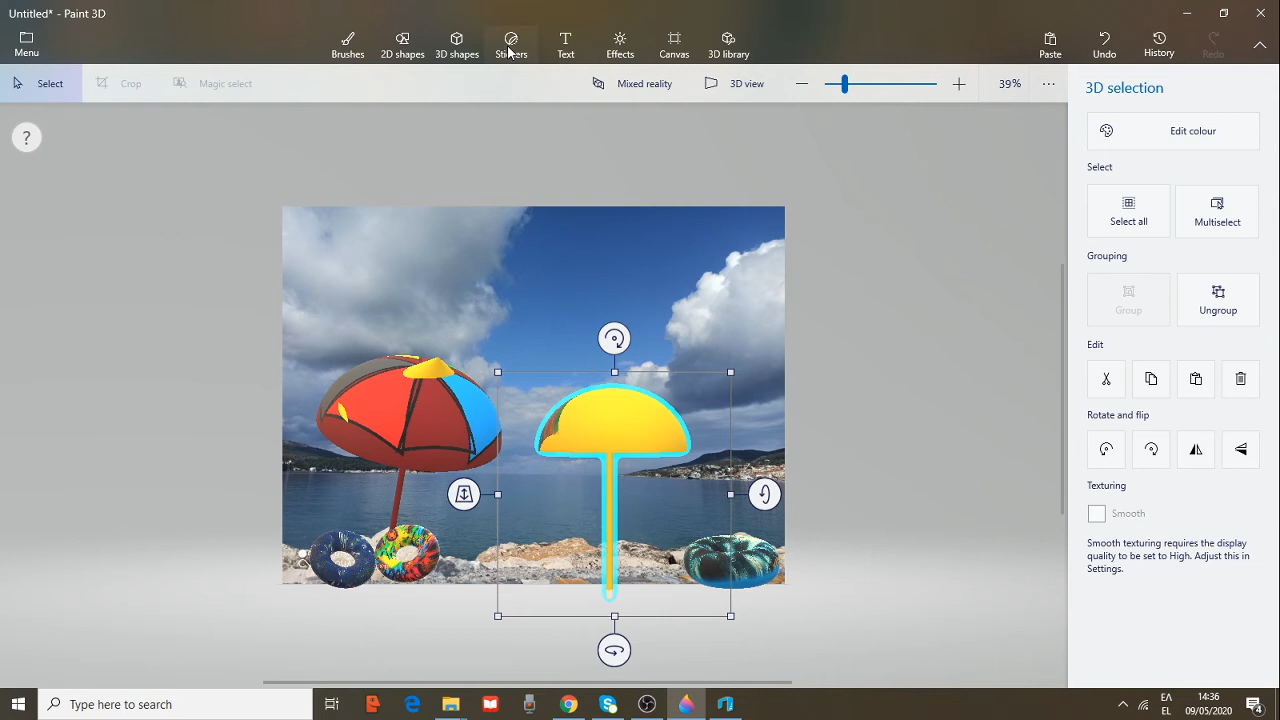 Untitled* - Paint 3D
Menu
Brushes
2D shapes
3D shapes
Stickers
Text
Effects
Canvas
3D library
Paste
Undo
History
Redo
Select
Crop
Magic select
Mixed reality
3D view
39%
?
3D selection
Edit colour
Select
Select all
Multiselect
Grouping
Group
Ungroup
Edit
Rotate and flip
Texturing
Smooth
Smooth texturing requires the display
quality to be set to High. Adjust this in
Settings.
Type here to search
ΕΛ
EL
14:36
09/05/2020
4